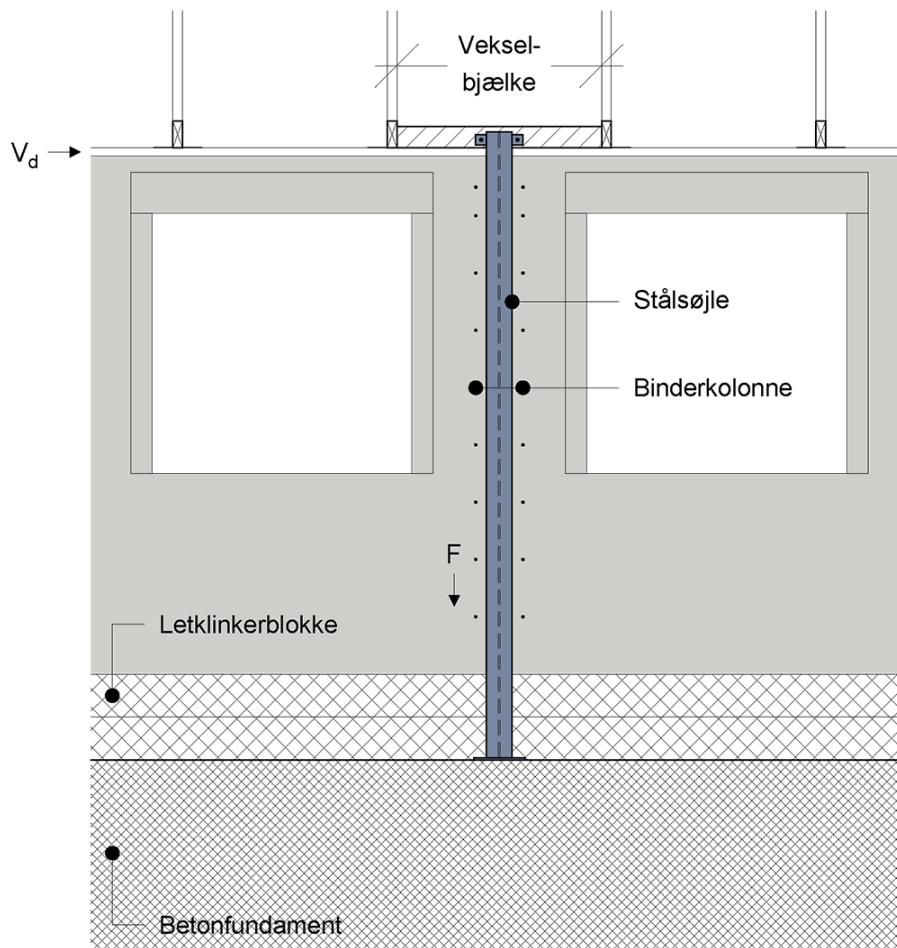 Veksel-
bjælke
V_d
Stålsøjle
Binderkolonne
F
Letklinkerblokke
Betonfundament